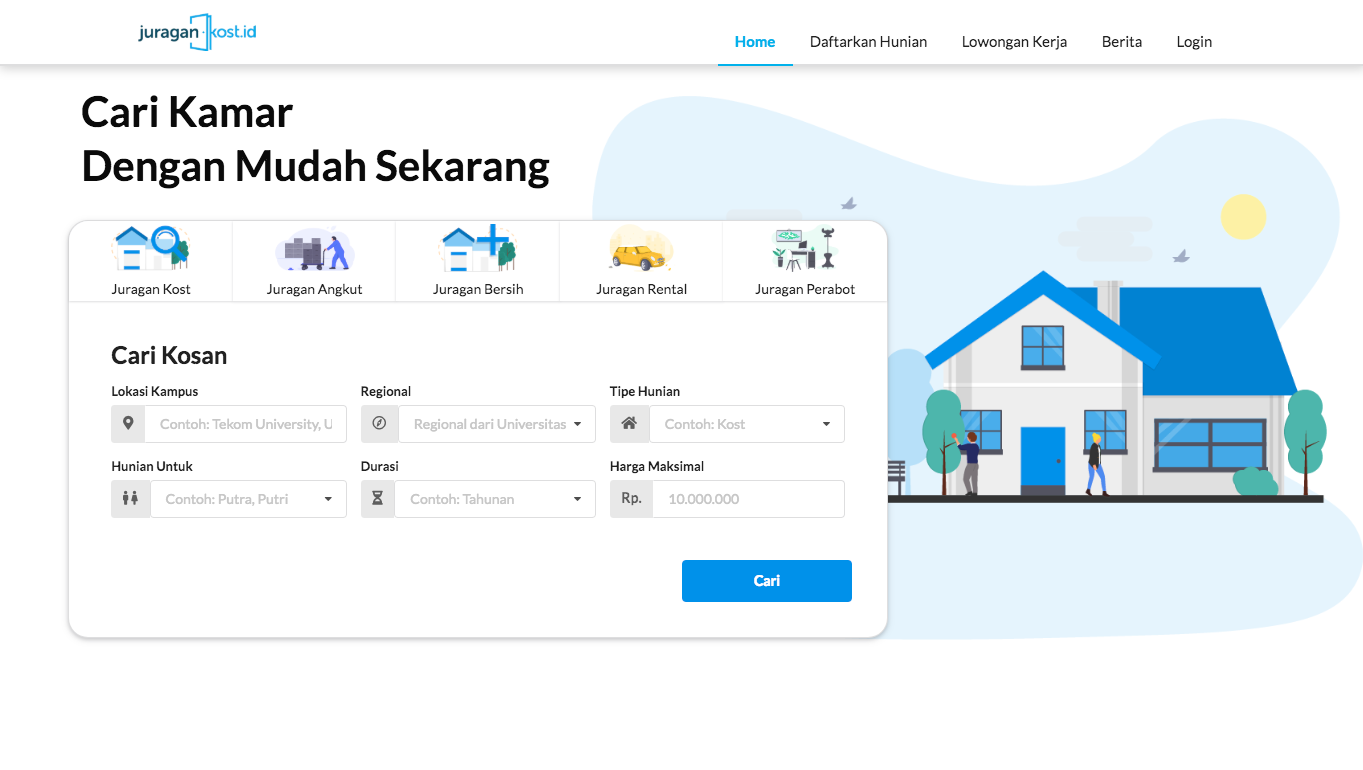 juragan kost.id
Home Daftarkan Hunian Lowongan Kerja Berita Login
Cari Kamar
Dengan Mudah Sekarang
Juragan Kost Juragan Angkut Juragan Bersih Juragan Rental Juragan Perabot
Cari Kosan
Lokasi Kampus Regional Tipe Hunian
Contoh: Tekom University, U Regional dari Universitas Contoh: Kost
Hunian Untuk Durasi Harga Maksimal
Contoh: Putra, Putri Contoh: Tahunan Rp. 10.000.000
Cari